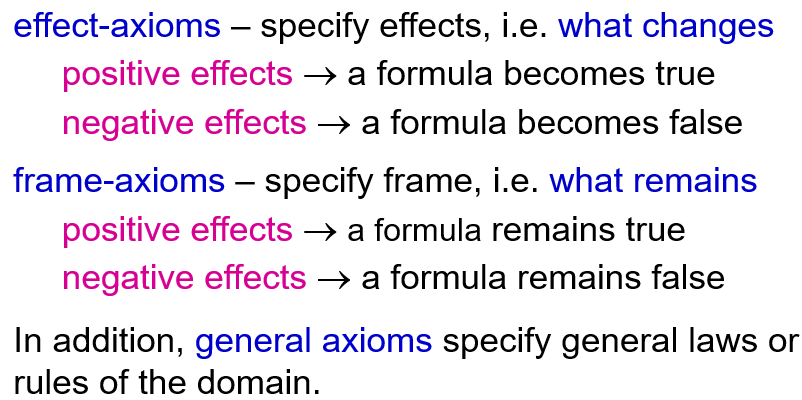 effect-axioms – specify effects, i.e. what changes
positive effects → a formula becomes true
negative effects → a formula becomes false
frame-axioms – specify frame, i.e. what remains
positive effects → a formula remains true
negative effects → a formula remains false
In addition, general axioms specify general laws or
rules of the domain.